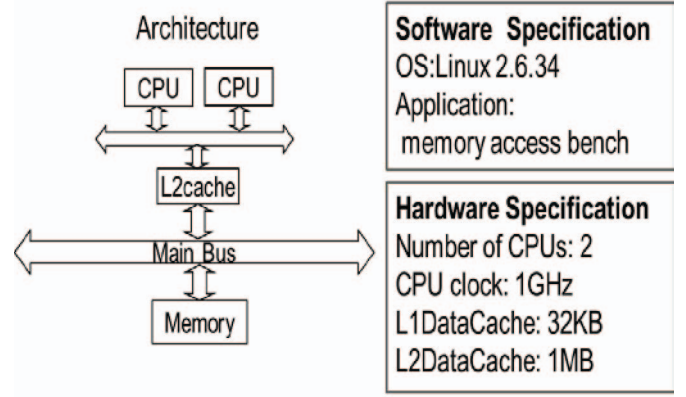 Architecture
CPU CPU
L2cache
Main Bus
Memory
Software Specification
OS:Linux 2.6.34
Application:
memory access bench
Hardware Specification
Number of CPUs: 2
CPU clock: 1GHz
L1DataCache: 32KB
L2DataCache: 1MB